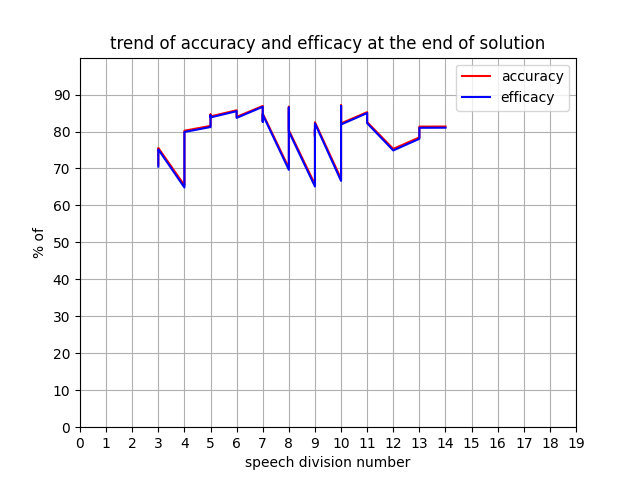 trend of accuracy and efficacy at the end of solution
accuracy
efficacy
90
80
70
60
50
40
30
20
10
0
% of
0 1 2 3 4 5 6 7 8 9 10 11 12 13 14 15 16 17 18 19
speech division number